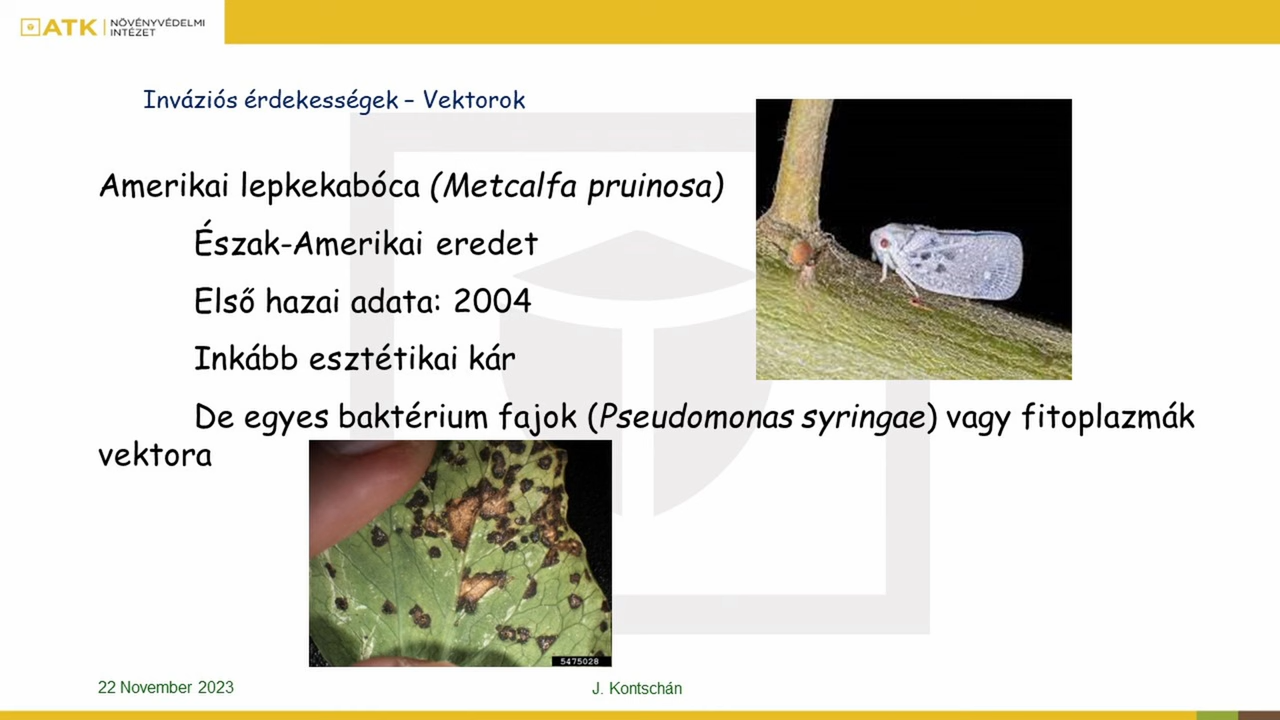 ATK NÖVÉNYVÉDELMI
INTÉZET
Inváziós érdekességek – Vektorok
Amerikai lepkekabóca (Metcalfa pruinosa)
Észak-Amerikai eredet
Első hazai adata: 2004
Inkább esztétikai kár
De egyes baktérium fajok (Pseudomonas syringae) vagy fitoplazmák
vektora
5475028
22 November 2023
J. Kontschán